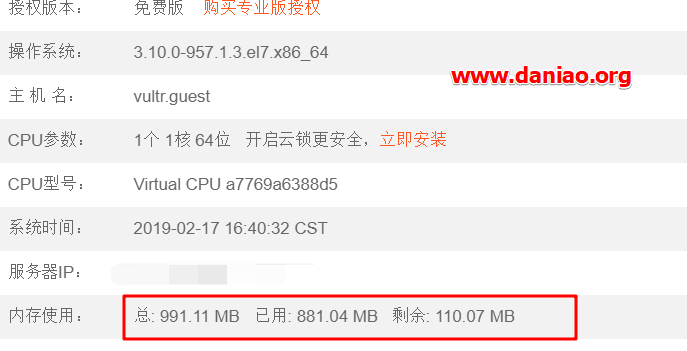 授权版本： 免费版 购买专业版授权
操作系统： 3.10.0-957.1.3.el7.x86_64
www.daniao.org
主 机 名： vultr.guest
CPU参数： 1个 1核 64位 开启云锁更安全，立即安装
CPU型号： Virtual CPU a7769a6388d5
系统时间： 2019-02-17 16:40:32 CST
服务器IP：
内存使用： 总: 991.11 MB 已用: 881.04 MB 剩余: 110.07 MB